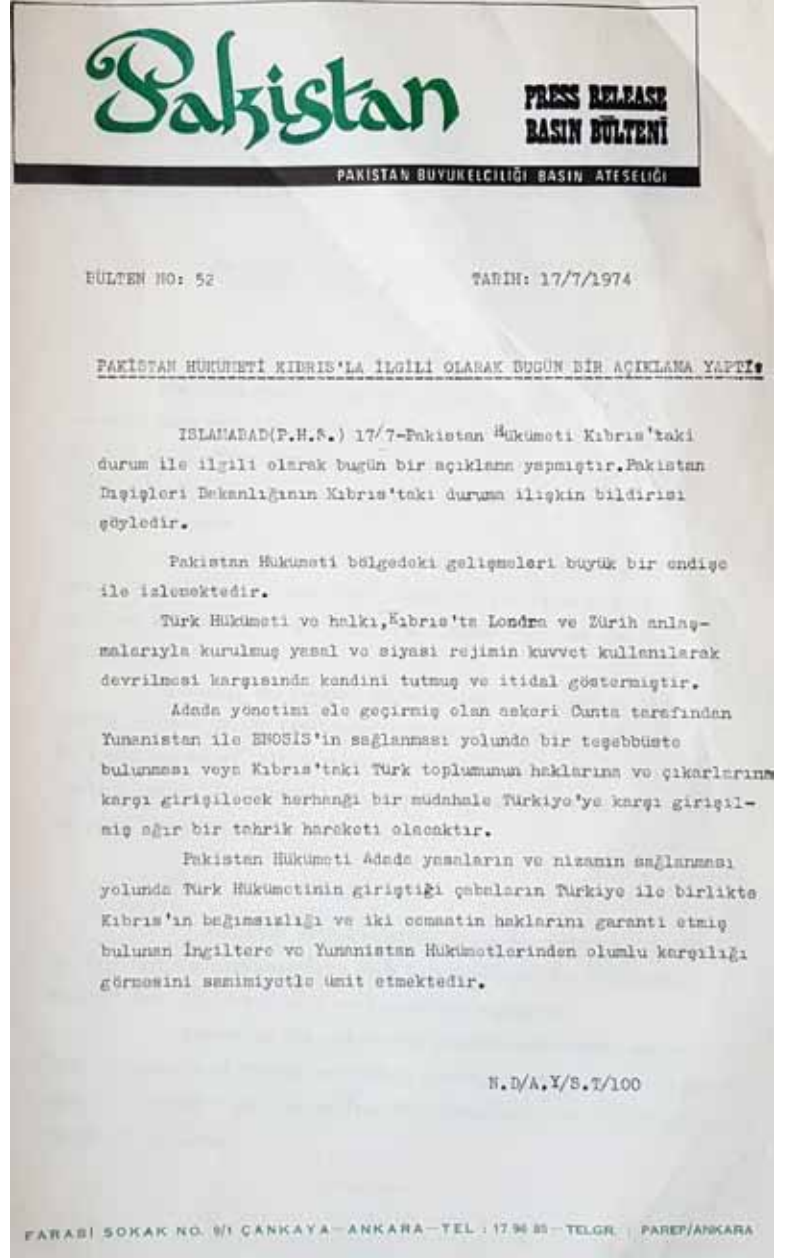 Pakistan
PRESS RELEASE
BASIN BÜLTENİ
PAKİSTAN BÜYÜKELÇİLİĞİ BASIN ATEŞELİĞİ
BÜLTEN NO: 52 TARİH: 17/7/1974
PAKİSTAN HÜKÜMETİ KIBRIS'LA İLGİLİ OLARAK BUGÜN BİR AÇIKLAMA YAPTI.
ISLAMABAD(P.H.S.) 17/7-Pakistan Hükümeti Kıbrıs'taki
durum ile ilgili olarak bugün bir açıklama yapmıştır.Pakistan
Dışişleri Bakanlığının Kıbrıs'taki duruma ilişkin bildirisi
şöyledir.
Pakistan Hükümeti bölgedeki gelişmeleri büyük bir endişe
ile izlemektedir.
Türk Hükümeti ve halkı,Kıbrıs'ta Londra ve Zürih anlaş-
malarıyla kurulmuş yasal ve siyasi rejimin kuvvet kullanılarak
devrilmesi karşısında kendini tutmuş ve itidal göstermiştir.
Adada yönetimi ele geçirmiş olan askeri Cunta tarafından
Yunanistan ile ENOSİS'in sağlanması yolunda bir teşebbüste
bulunması veya Kıbrıs'taki Türk toplumunun haklarına ve çıkarlarına
karşı girişilecek herhangi bir müdahale Türkiye'ye karşı girişil-
miş ağır bir tahrik hareketi olacaktır.
Pakistan Hükümeti Adada yasaların ve nizamın sağlanması
yolunda Türk Hükümetinin giriştiği çabaların Türkiye ile birlikte
Kıbrıs'ın bağımsızlığı ve iki cemaatin haklarını garanti etmiş
bulunan İngiltere ve Yunanistan Hükümetlerinden olumlu karşılığı
görmesini samimiyetle ümit etmektedir.
N.D/A.Y/S.T/100
FARABİ SOKAK NO. 9/1 ÇANKAYA—ANKARA—TEL : 17 96 85 — TELGR. : PAREP/ANKARA